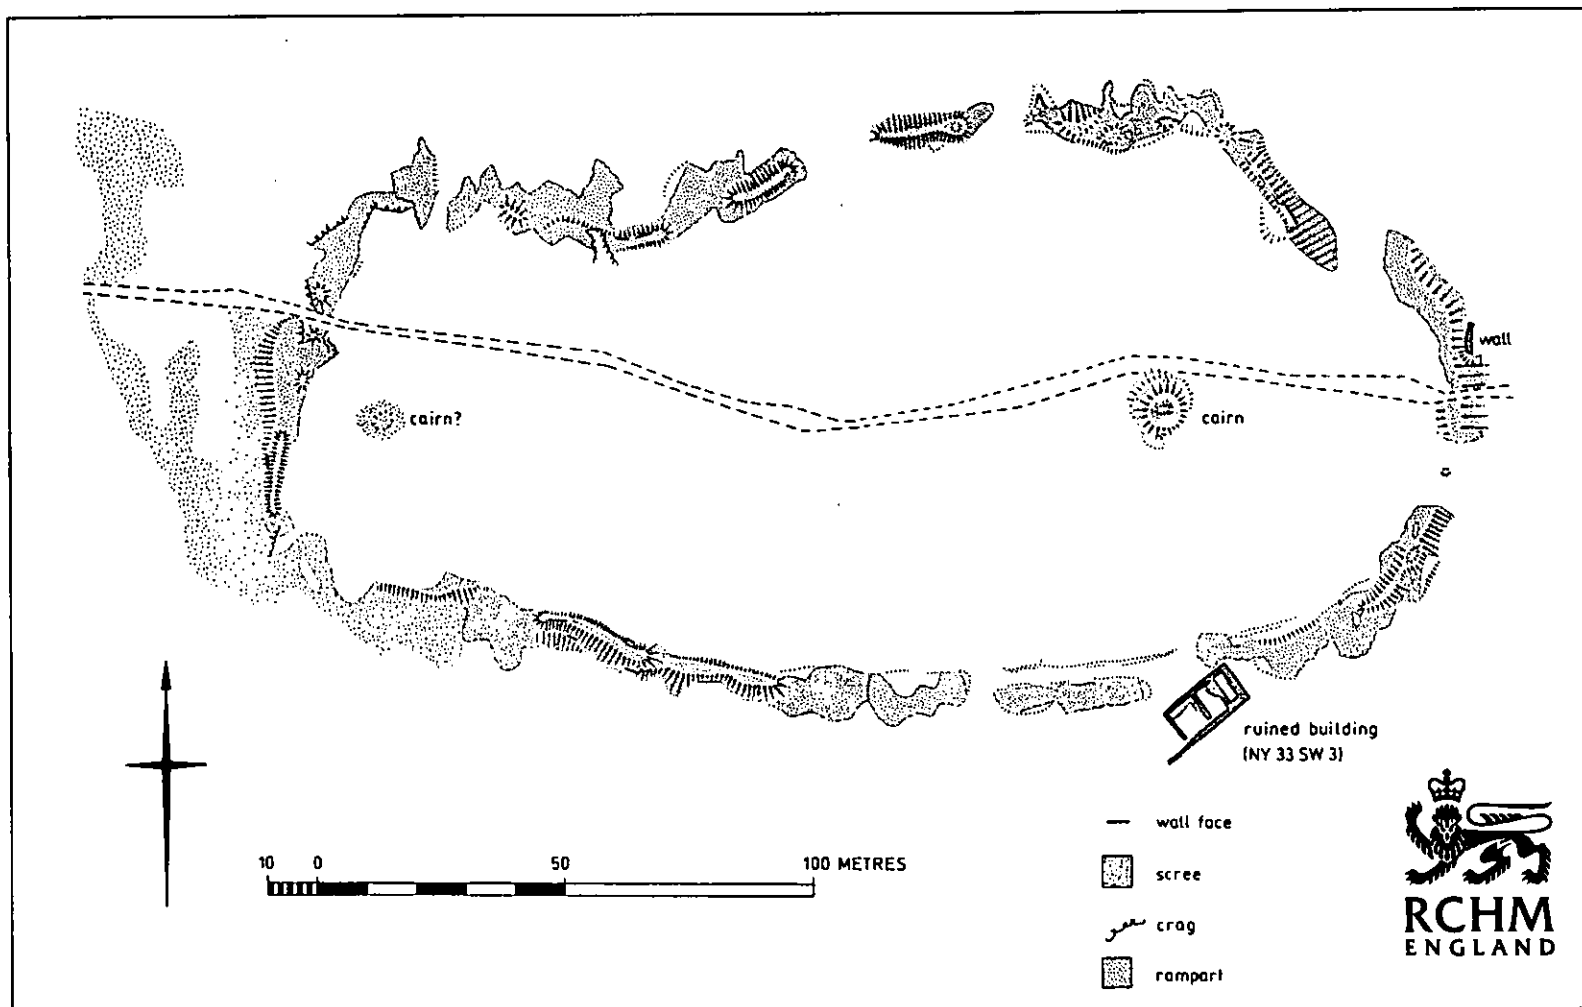 wall
cairn?
cairn
ruined building
(NY 33 SW 3)
wall face
10 0 50 100 METRES
scree
crag
rampart
RCHM
ENGLAND